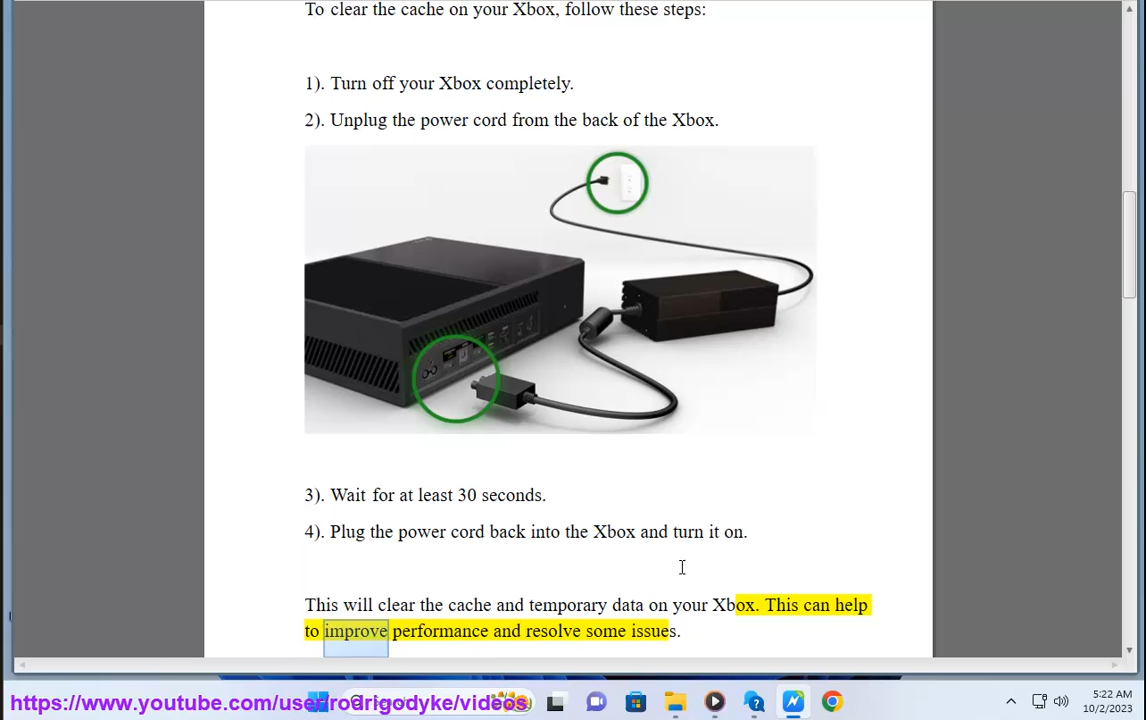 To clear the cache on your Xbox, follow these steps:
1). Turn off your Xbox completely.
2). Unplug the power cord from the back of the Xbox.
3). Wait for at least 30 seconds.
4). Plug the power cord back into the Xbox and turn it on.
This will clear the cache and temporary data on your Xbox. This can help
to improve performance and resolve some issues.
https://www.youtube.com/user/rodrigodyke/videos
5:22 AM
10/2/2023